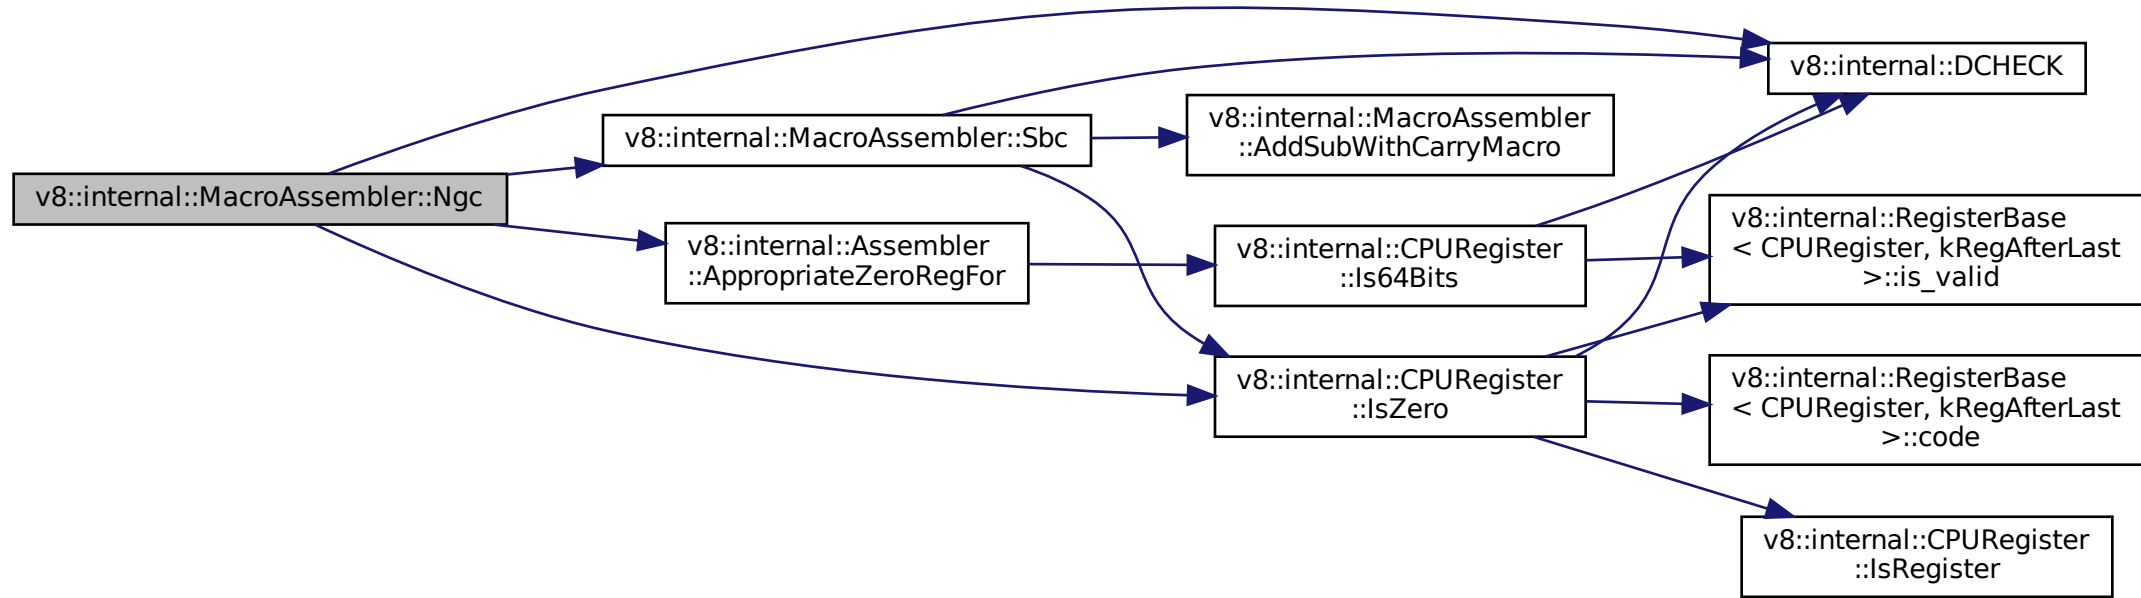 v8::internal::MacroAssembler::Ngc
v8::internal::MacroAssembler::Sbc
v8::internal::Assembler
::AppropriateZeroRegFor
v8::internal::MacroAssembler
::AddSubWithCarryMacro
v8::internal::CPURegister
::Is64Bits
v8::internal::CPURegister
::IsZero
v8::internal::DCHECK
v8::internal::RegisterBase
< CPURegister, kRegAfterLast
>::is_valid
v8::internal::RegisterBase
< CPURegister, kRegAfterLast
>::code
v8::internal::CPURegister
::IsRegister